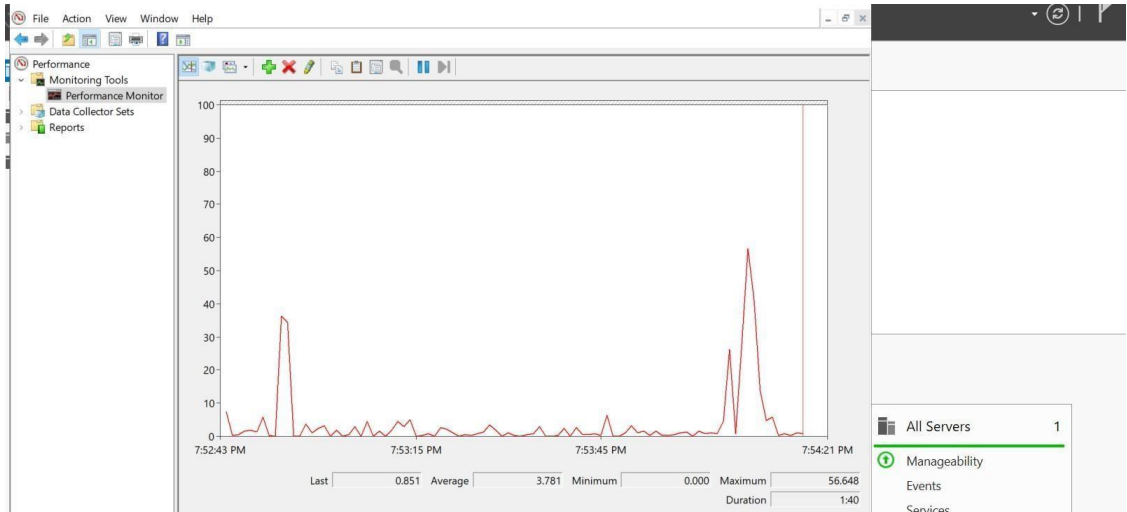 File Action View Window Help
Performance
Monitoring Tools
Performance Monitor
Data Collector Sets
Reports
100
90
80
70
60
50
40
30
20
10
0
7:52:43 PM 7:53:15 PM 7:53:45 PM 7:54:21 PM
Last 0.851 Average 3.781 Minimum 0.000 Maximum 56.648
Duration 1:40
All Servers 1
Manageability
Events
Services